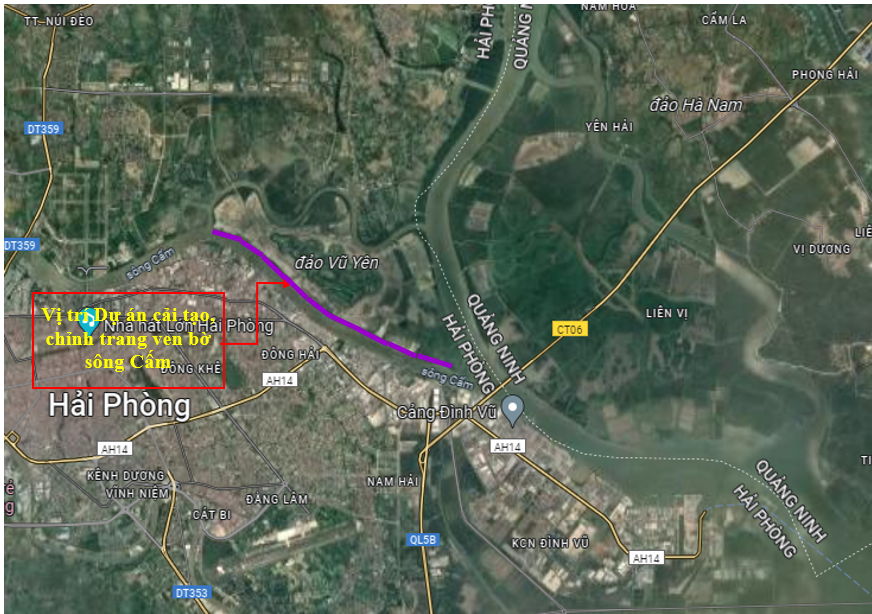 TT. NÚI ĐÈO
NAM HOÀ
CẨM LA
HẢI PHÒNG
QUẢNG NINH
PHONG HẢI
đảo Hà Nam
DT359
YÊN HẢI
DT359
sông Cấm
đảo Vũ Yên
VỊ DƯƠNG
LIÊ
Vị trí Dự án cải tạo,
chỉnh trang ven bờ
sông Cấm
Nhà hát Lớn Hải Phòng
QUẢNG NINH
HẢI PHÒNG
LIÊN VỊ
CT06
ĐÔNG HẢI
ĐÔNG KHÊ
AH14
sông Cấm
Hải Phòng
Cảng Đình Vũ
AH14
AH14
KÊNH DƯƠNG
VĨNH NIỆM
NAM HẢI
ĐẰNG LÂM
CÁT BI
QUẢNG NINH
HẢI PHÒNG
TI
QL5B
KCN ĐÌNH VŨ
AH14
DT353